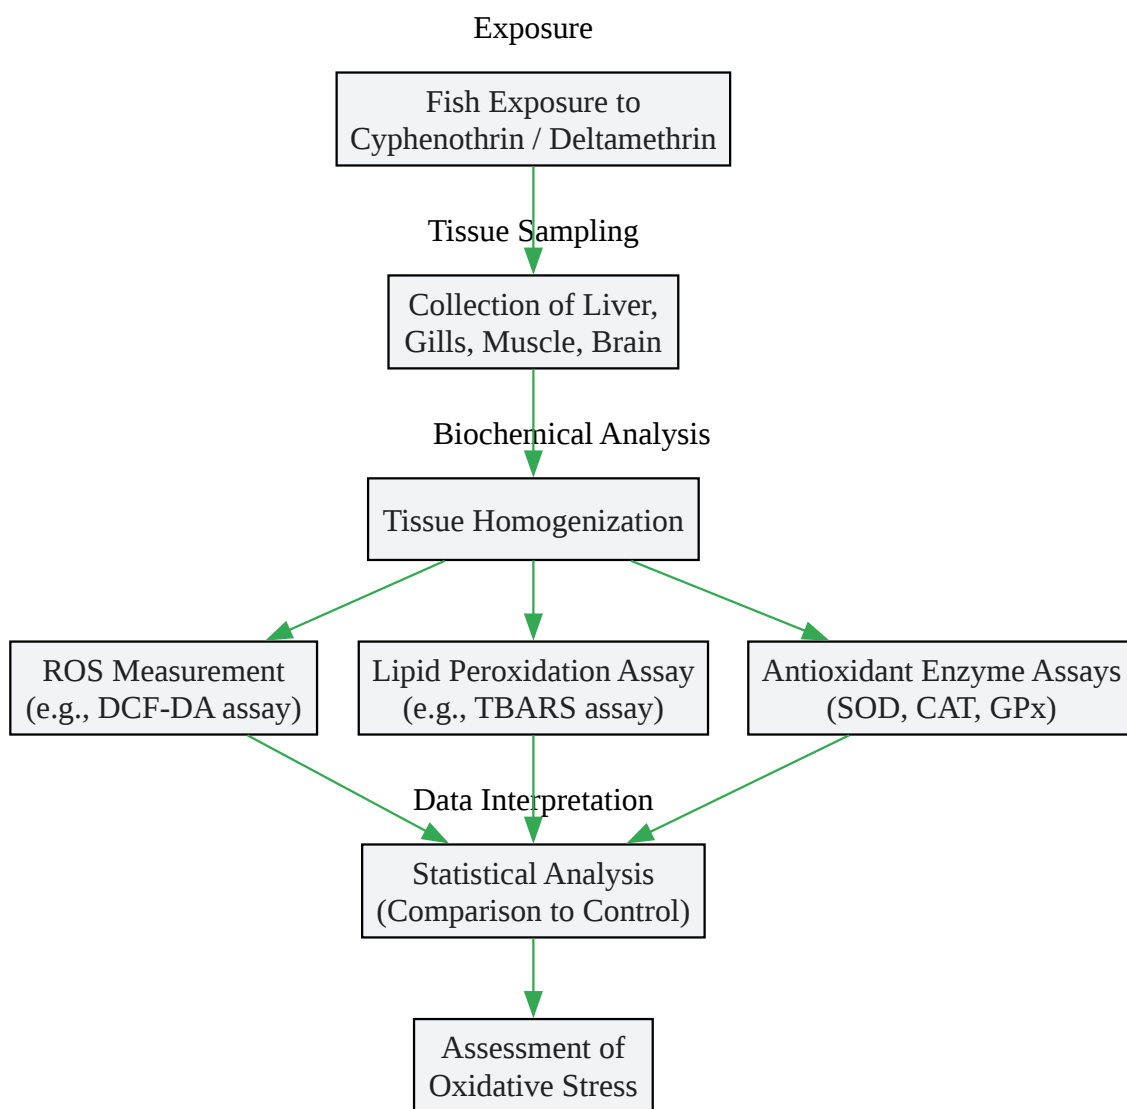 Exposure
Fish Exposure to
Cyphenothrin / Deltamethrin
Tissue Sampling
Collection of Liver,
Gills, Muscle, Brain
Biochemical Analysis
Tissue Homogenization
ROS Measurement
(e.g., DCF-DA assay)
Lipid Peroxidation Assay
(e.g., TBARS assay)
Antioxidant Enzyme Assays
(SOD, CAT, GPx)
Data Interpretation
Statistical Analysis
(Comparison to Control)
Assessment of
Oxidative Stress